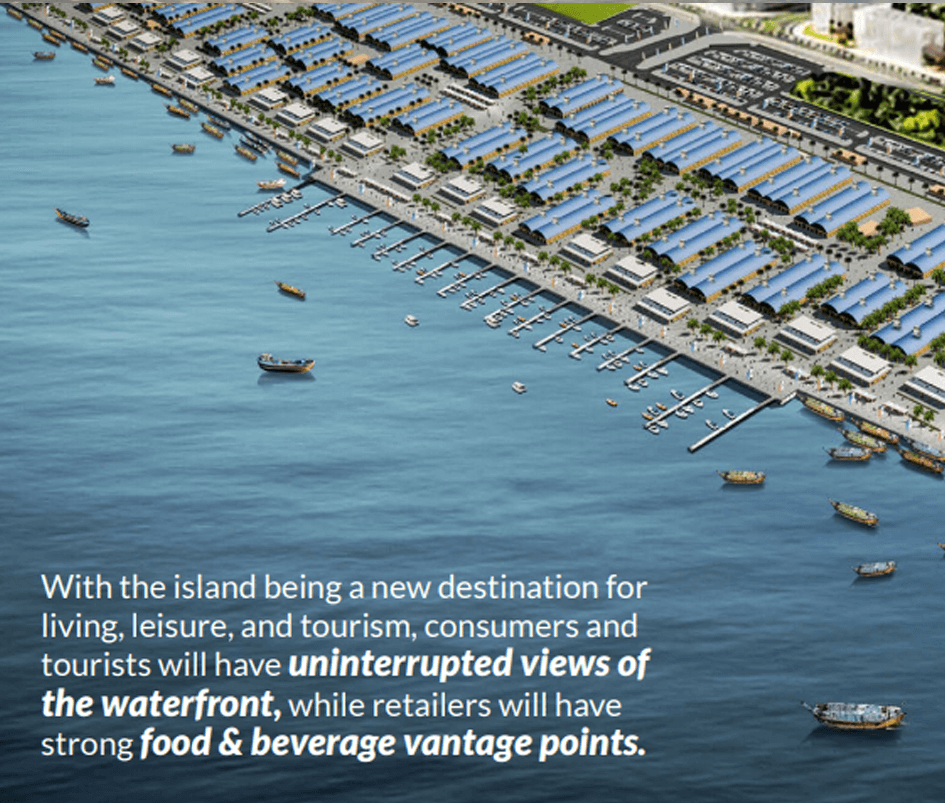 With the island being a new destination for
living, leisure, and tourism, consumers and
tourists will have uninterrupted views of
the waterfront, while retailers will have
strong food & beverage vantage points.